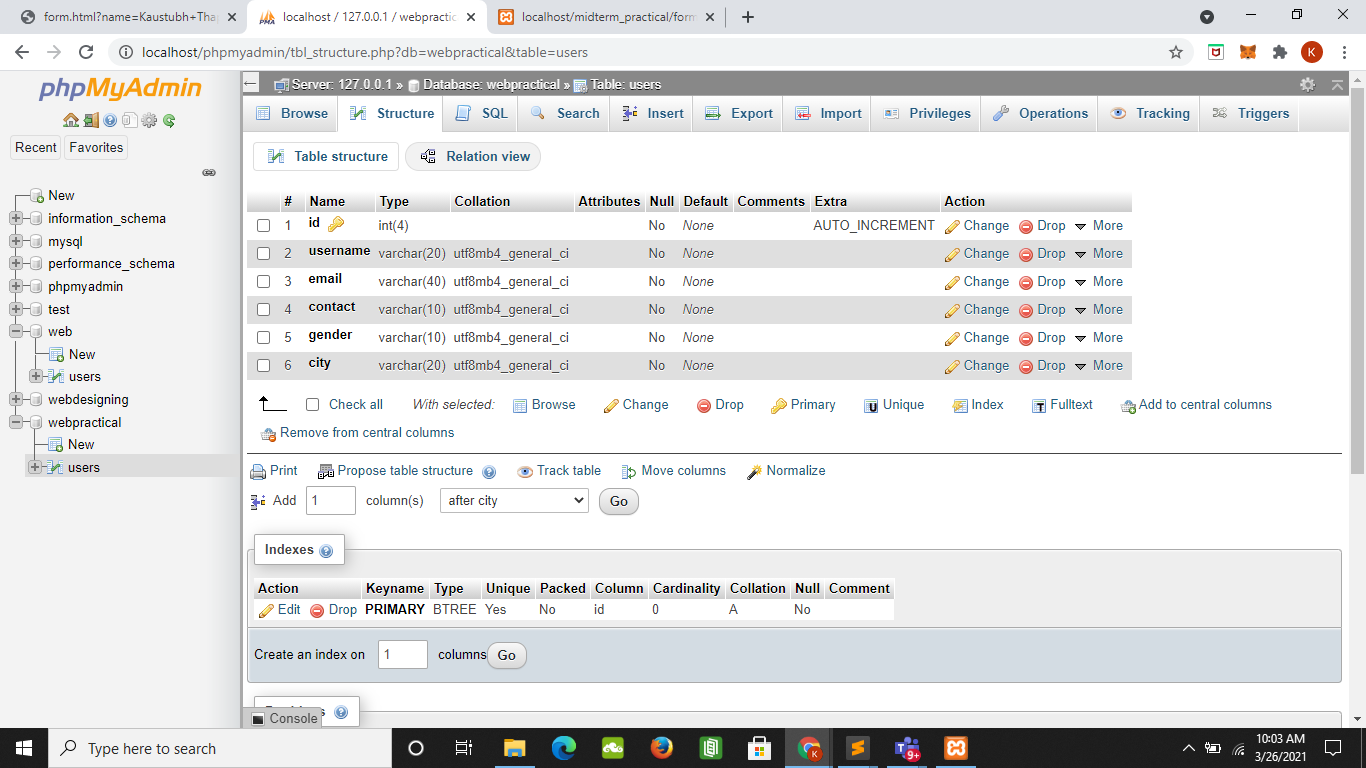 form.html?name=Kaustubh+Tha
localhost / 127.0.0.1 / webpractic
localhost/midterm_practical/form
localhost/phpmyadmin/tbl_structure.php?db=webpractical&table=users
K
phpMyAdmin
Recent Favorites
New
information_schema
mysql
performance_schema
phpmyadmin
test
web
New
users
webdesigning
webpractical
New
users
Server: 127.0.0.1 » Database: webpractical » Table: users
Browse Structure SQL Search Insert Export Import Privileges Operations Tracking Triggers
Table structure Relation view
# Name Type Collation Attributes Null Default Comments Extra Action
1 id int(4) No None AUTO_INCREMENT Change Drop More
2 username varchar(20) utf8mb4_general_ci No None Change Drop More
3 email varchar(40) utf8mb4_general_ci No None Change Drop More
4 contact varchar(10) utf8mb4_general_ci No None Change Drop More
5 gender varchar(10) utf8mb4_general_ci No None Change Drop More
6 city varchar(20) utf8mb4_general_ci No None Change Drop More
Check all With selected: Browse Change Drop Primary Unique Index Fulltext Add to central columns
Remove from central columns
Print Propose table structure Track table Move columns Normalize
Add 1 column(s) after city Go
Indexes
Action Keyname Type Unique Packed Column Cardinality Collation Null Comment
Edit Drop PRIMARY BTREE Yes No id 0 A No
Create an index on 1 columns Go
Console
Type here to search
9+
10:03 AM
3/26/2021